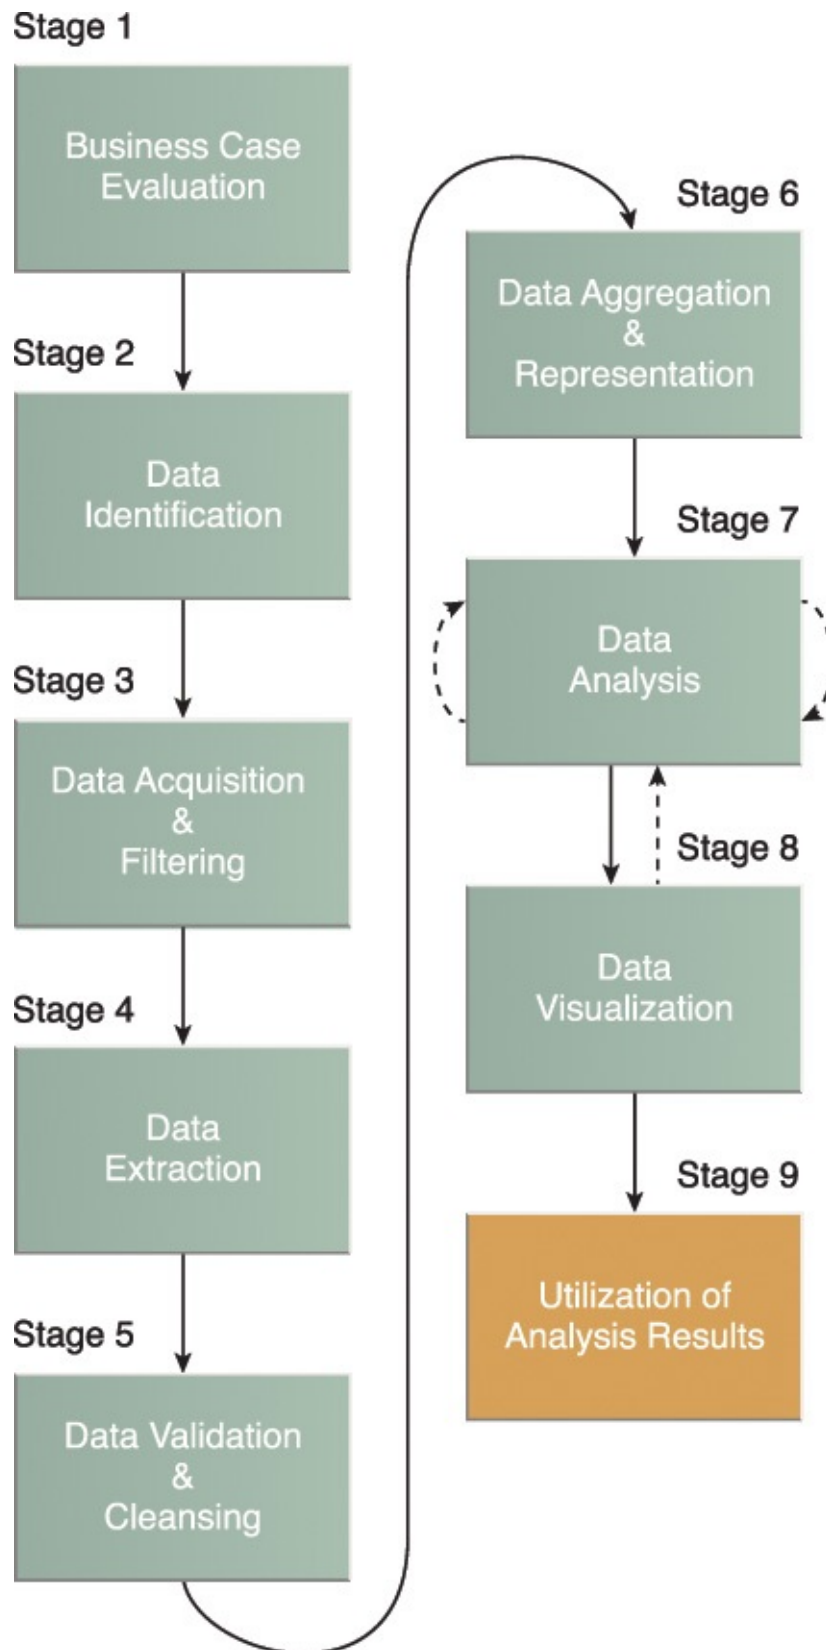 Stage 1
Business Case
Evaluation
Stage 2
Data
Identification
Stage 3
Data Acquisition
&
Filtering
Stage 4
Data
Extraction
Stage 5
Data Validation
&
Cleansing
Stage 6
Data Aggregation
&
Representation
Stage 7
Data
Analysis
Stage 8
Data
Visualization
Stage 9
Utilization of
Analysis Results